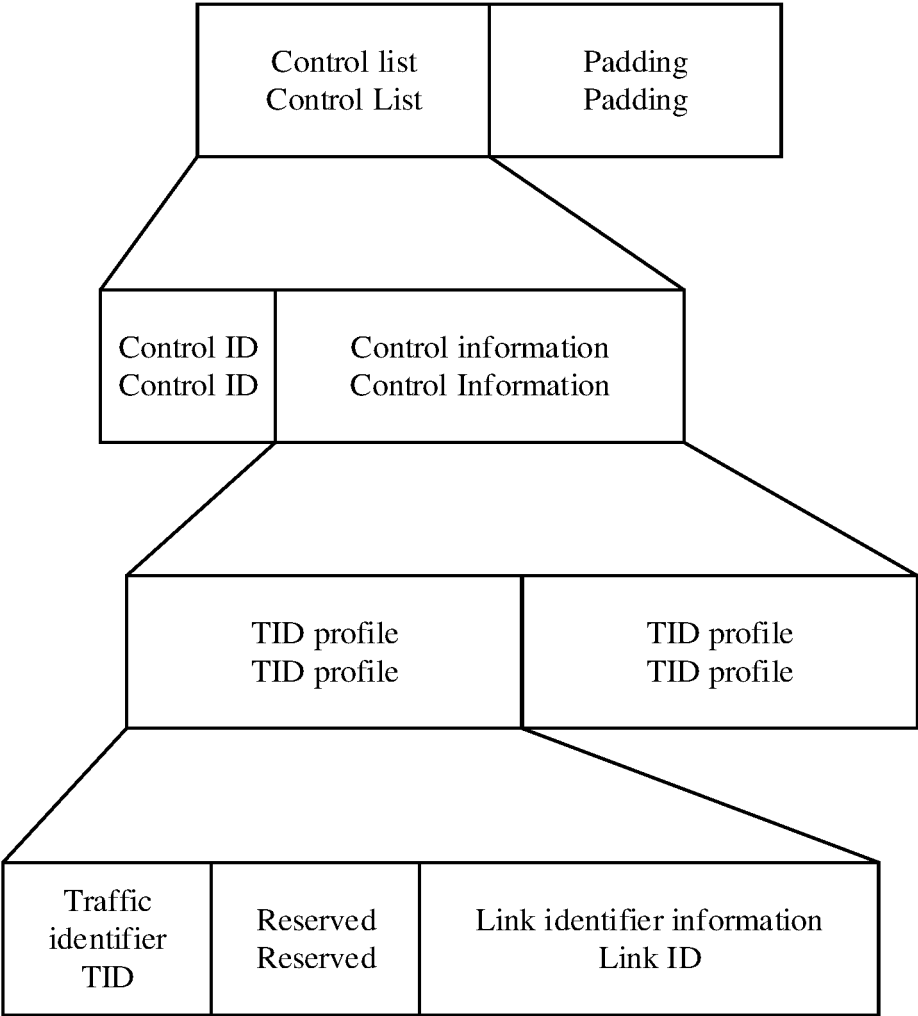 Control list
Control List
Padding
Padding
Control ID
Control ID
Control information
Control Information
TID profile
TID profile
TID profile
TID profile
Traffic
identifier
TID
Reserved
Reserved
Link identifier information
Link ID